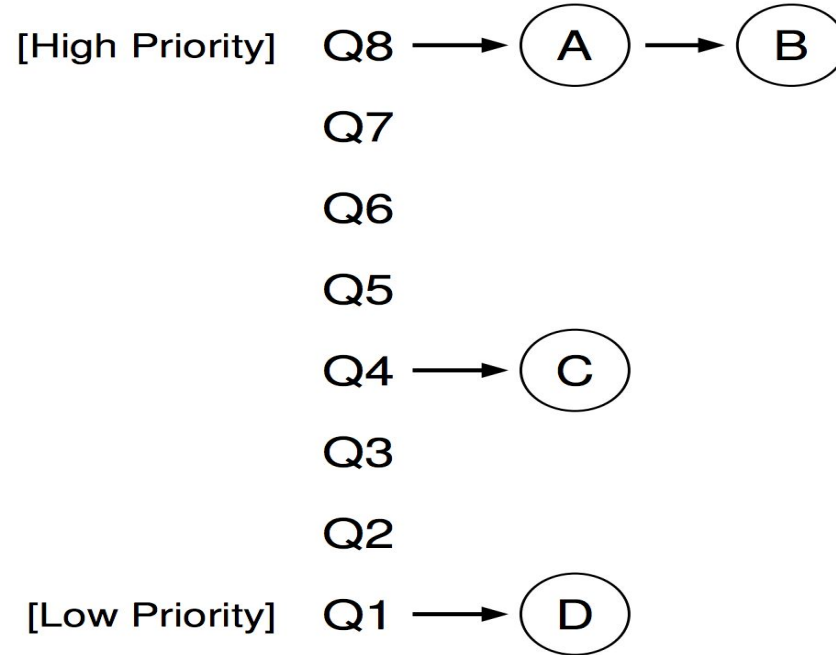 [High Priority] Q8 A B
Q7
Q6
Q5
Q4 C
Q3
Q2
[Low Priority] Q1 D